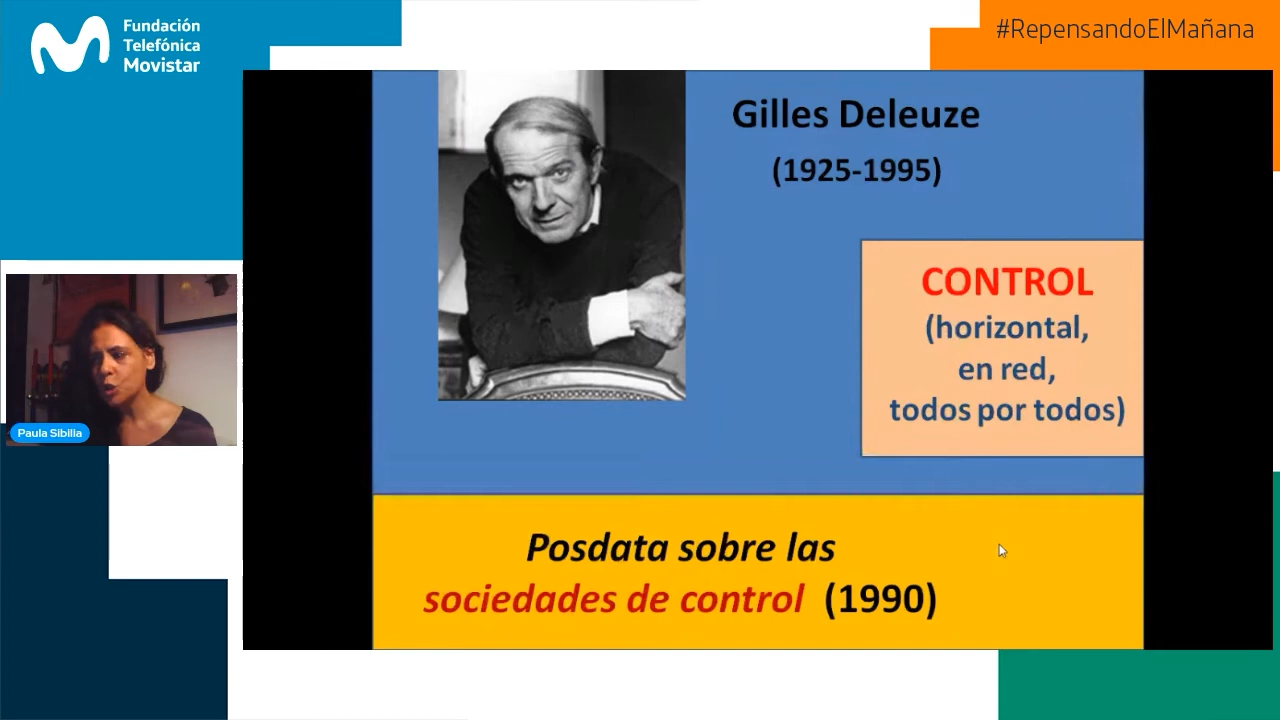 Fundación
Telefónica
Movistar
#RepensandoElMañana
Gilles Deleuze
(1925-1995)
CONTROL
(horizontal,
en red,
todos por todos)
Paula Sibilia
Posdata sobre las
sociedades de control (1990)